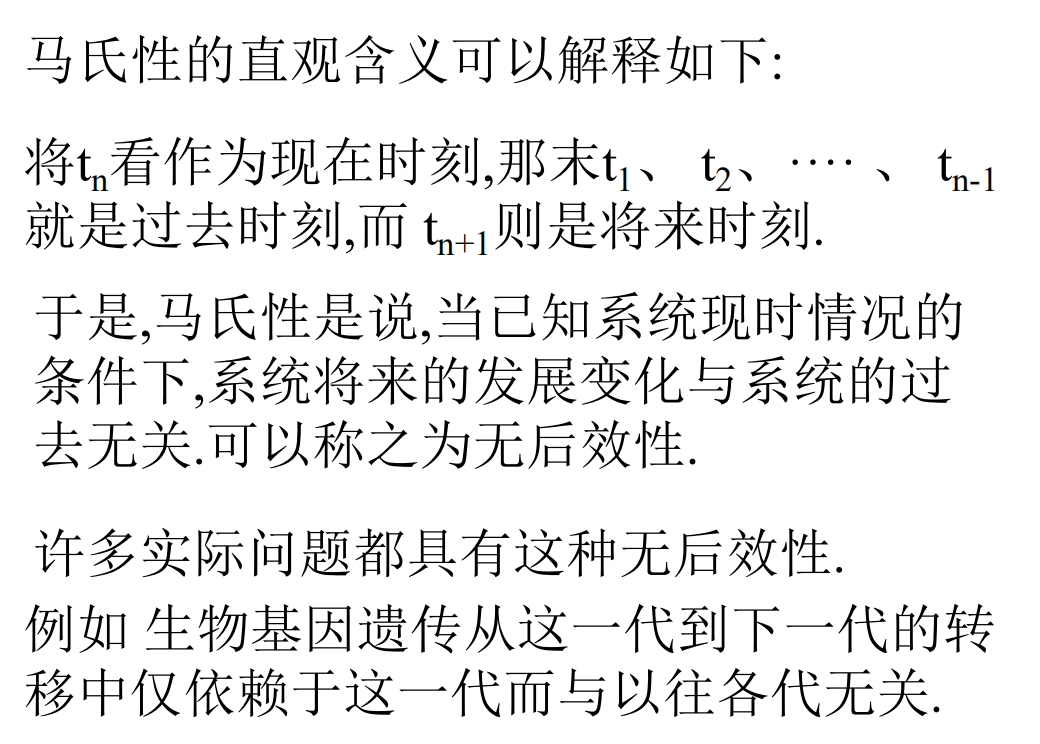 马氏性的直观含义可以解释如下:
将tn看作为现在时刻,那末t1、 t2、 ···· 、 tn-1
就是过去时刻,而 tn+1则是将来时刻.
于是,马氏性是说,当已知系统现时情况的
条件下,系统将来的发展变化与系统的过
去无关.可以称之为无后效性.
许多实际问题都具有这种无后效性.
例如 生物基因遗传从这一代到下一代的转
移中仅依赖于这一代而与以往各代无关.